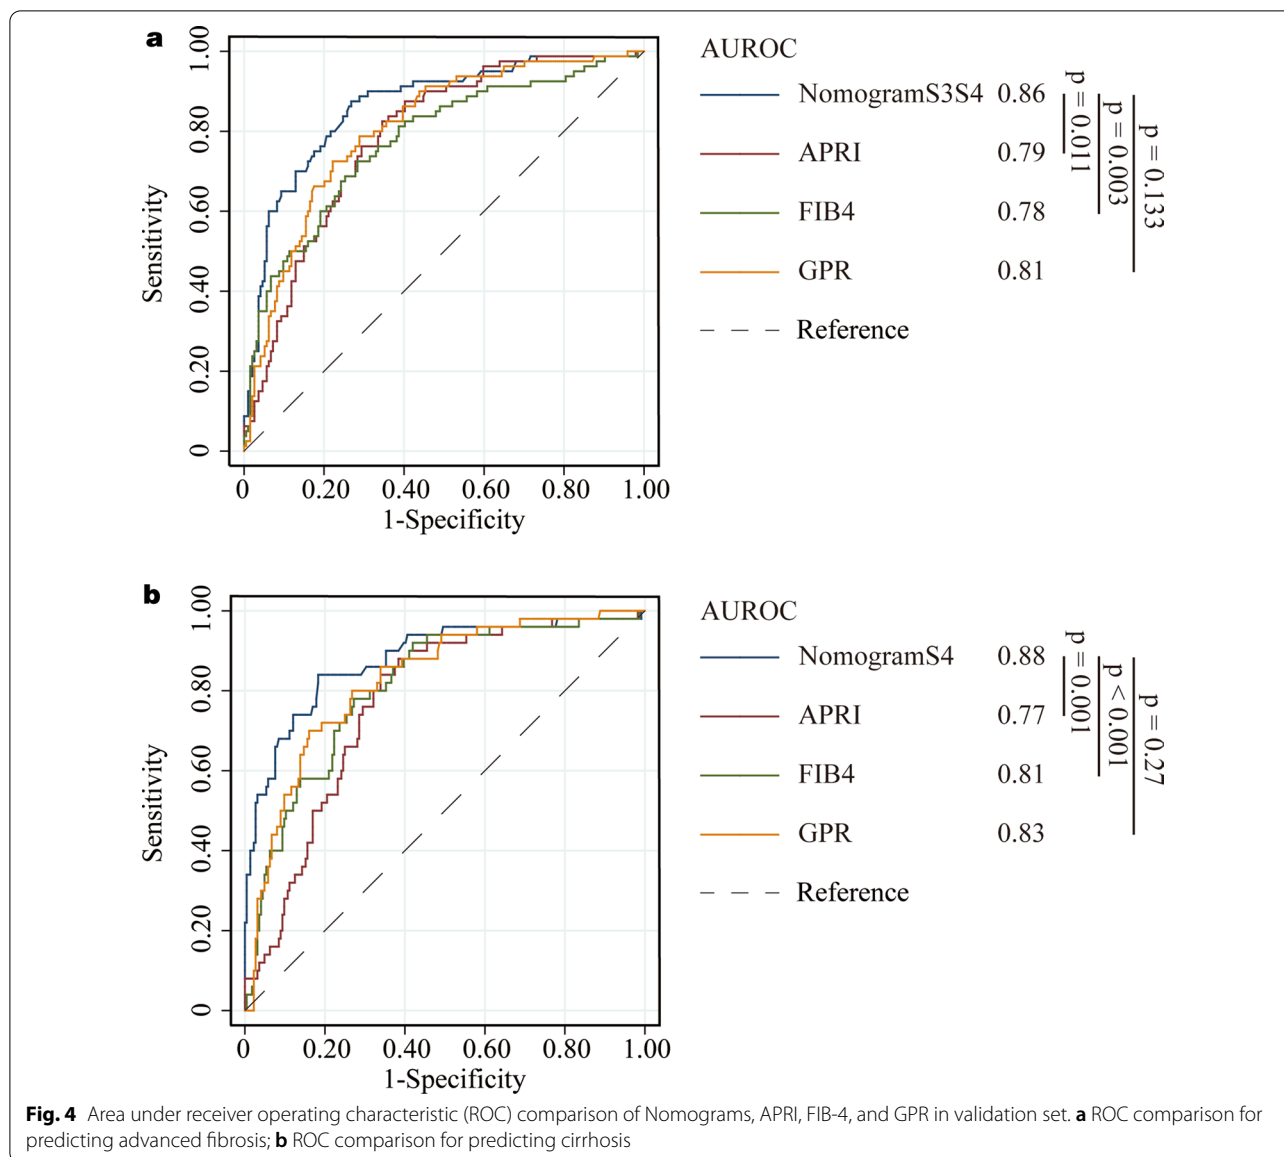 a
1.00
0.80
0.60
0.40
0.20
0
Sensitivity
0 0.20 0.40 0.60 0.80 1.00
1-Specificity
AUROC
NomogramS3S4 0.86
APRI 0.79
FIB4 0.78
GPR 0.81
Reference
p = 0.011
p = 0.003
p = 0.133
b
1.00
0.80
0.60
0.40
0.20
0
Sensitivity
0 0.20 0.40 0.60 0.80 1.00
1-Specificity
AUROC
NomogramS4 0.88
APRI 0.77
FIB4 0.81
GPR 0.83
Reference
p = 0.001
p < 0.001
p = 0.27
Fig. 4 Area under receiver operating characteristic (ROC) comparison of Nomograms, APRI, FIB-4, and GPR in validation set. a ROC comparison for
predicting advanced fibrosis; b ROC comparison for predicting cirrhosis